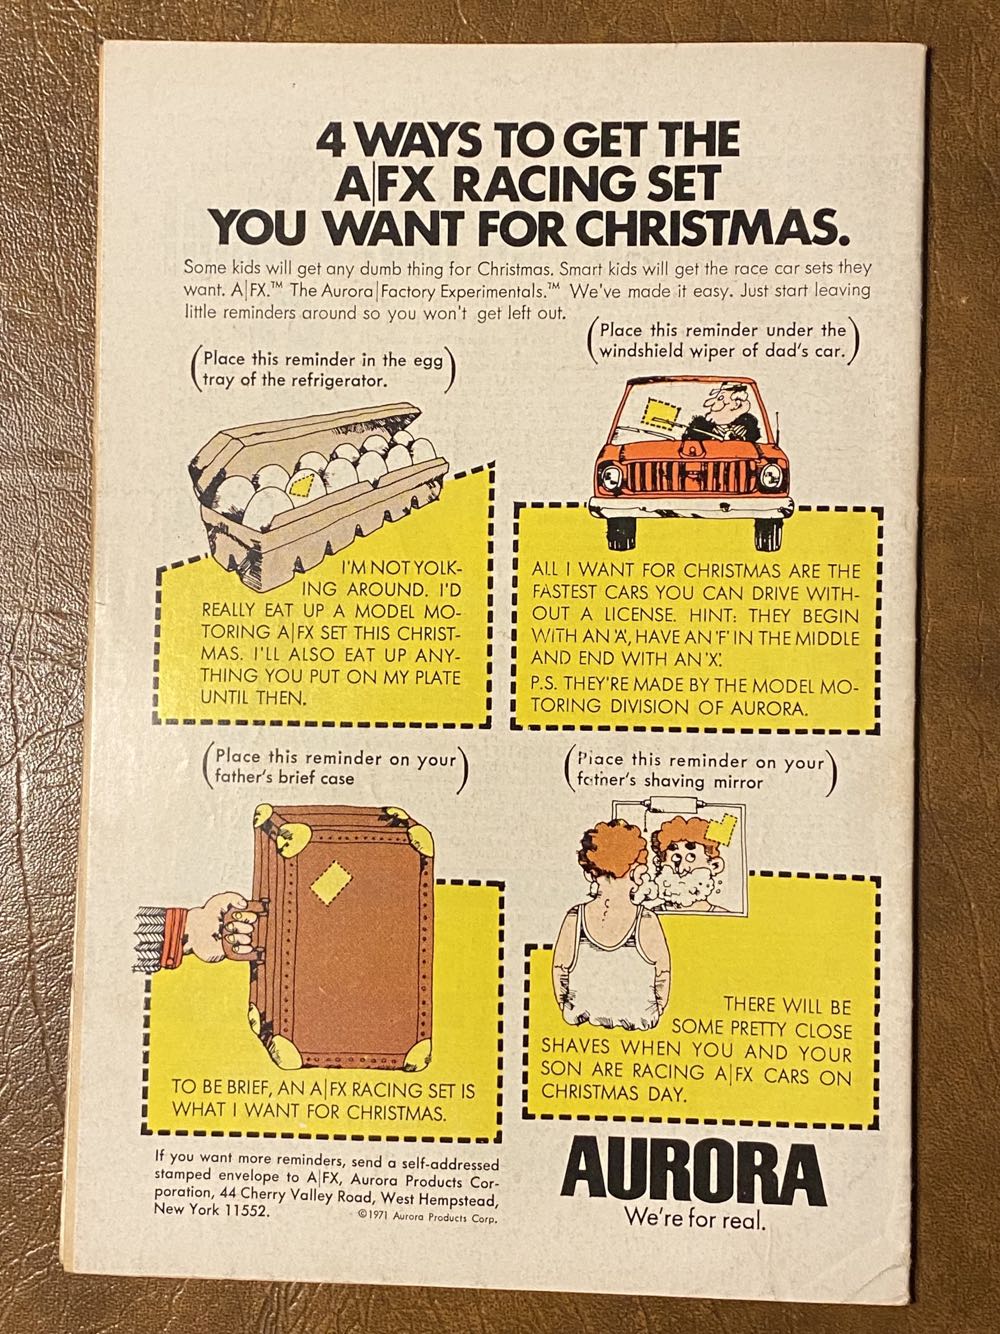 4 WAYS TO GET THE
A|FX RACING SET
YOU WANT FOR CHRISTMAS.
Some kids will get any dumb thing for Christmas. Smart kids will get the race car sets they
want. A|FX.™ The Aurora|Factory Experimentals.™ We've made it easy. Just start leaving
little reminders around so you won't get left out.
(Place this reminder in the egg
tray of the refrigerator.)
(Place this reminder under the
windshield wiper of dad's car.)
I'M NOT YOLK-
ING AROUND. I'D
REALLY EAT UP A MODEL MO-
TORING A|FX SET THIS CHRIST-
MAS. I'LL ALSO EAT UP ANY-
THING YOU PUT ON MY PLATE
UNTIL THEN.
ALL I WANT FOR CHRISTMAS ARE THE
FASTEST CARS YOU CAN DRIVE WITH-
OUT A LICENSE. HINT: THEY BEGIN
WITH AN 'A', HAVE AN 'F' IN THE MIDDLE
AND END WITH AN 'X'.
P.S. THEY'RE MADE BY THE MODEL MO-
TORING DIVISION OF AURORA.
(Place this reminder on your
father's brief case)
(Place this reminder on your
father's shaving mirror)
TO BE BRIEF, AN A|FX RACING SET IS
WHAT I WANT FOR CHRISTMAS.
THERE WILL BE
SOME PRETTY CLOSE
SHAVES WHEN YOU AND YOUR
SON ARE RACING A|FX CARS ON
CHRISTMAS DAY.
If you want more reminders, send a self-addressed
stamped envelope to A|FX, Aurora Products Cor-
poration, 44 Cherry Valley Road, West Hempstead,
New York 11552.
©1971 Aurora Products Corp.
AURORA
We're for real.